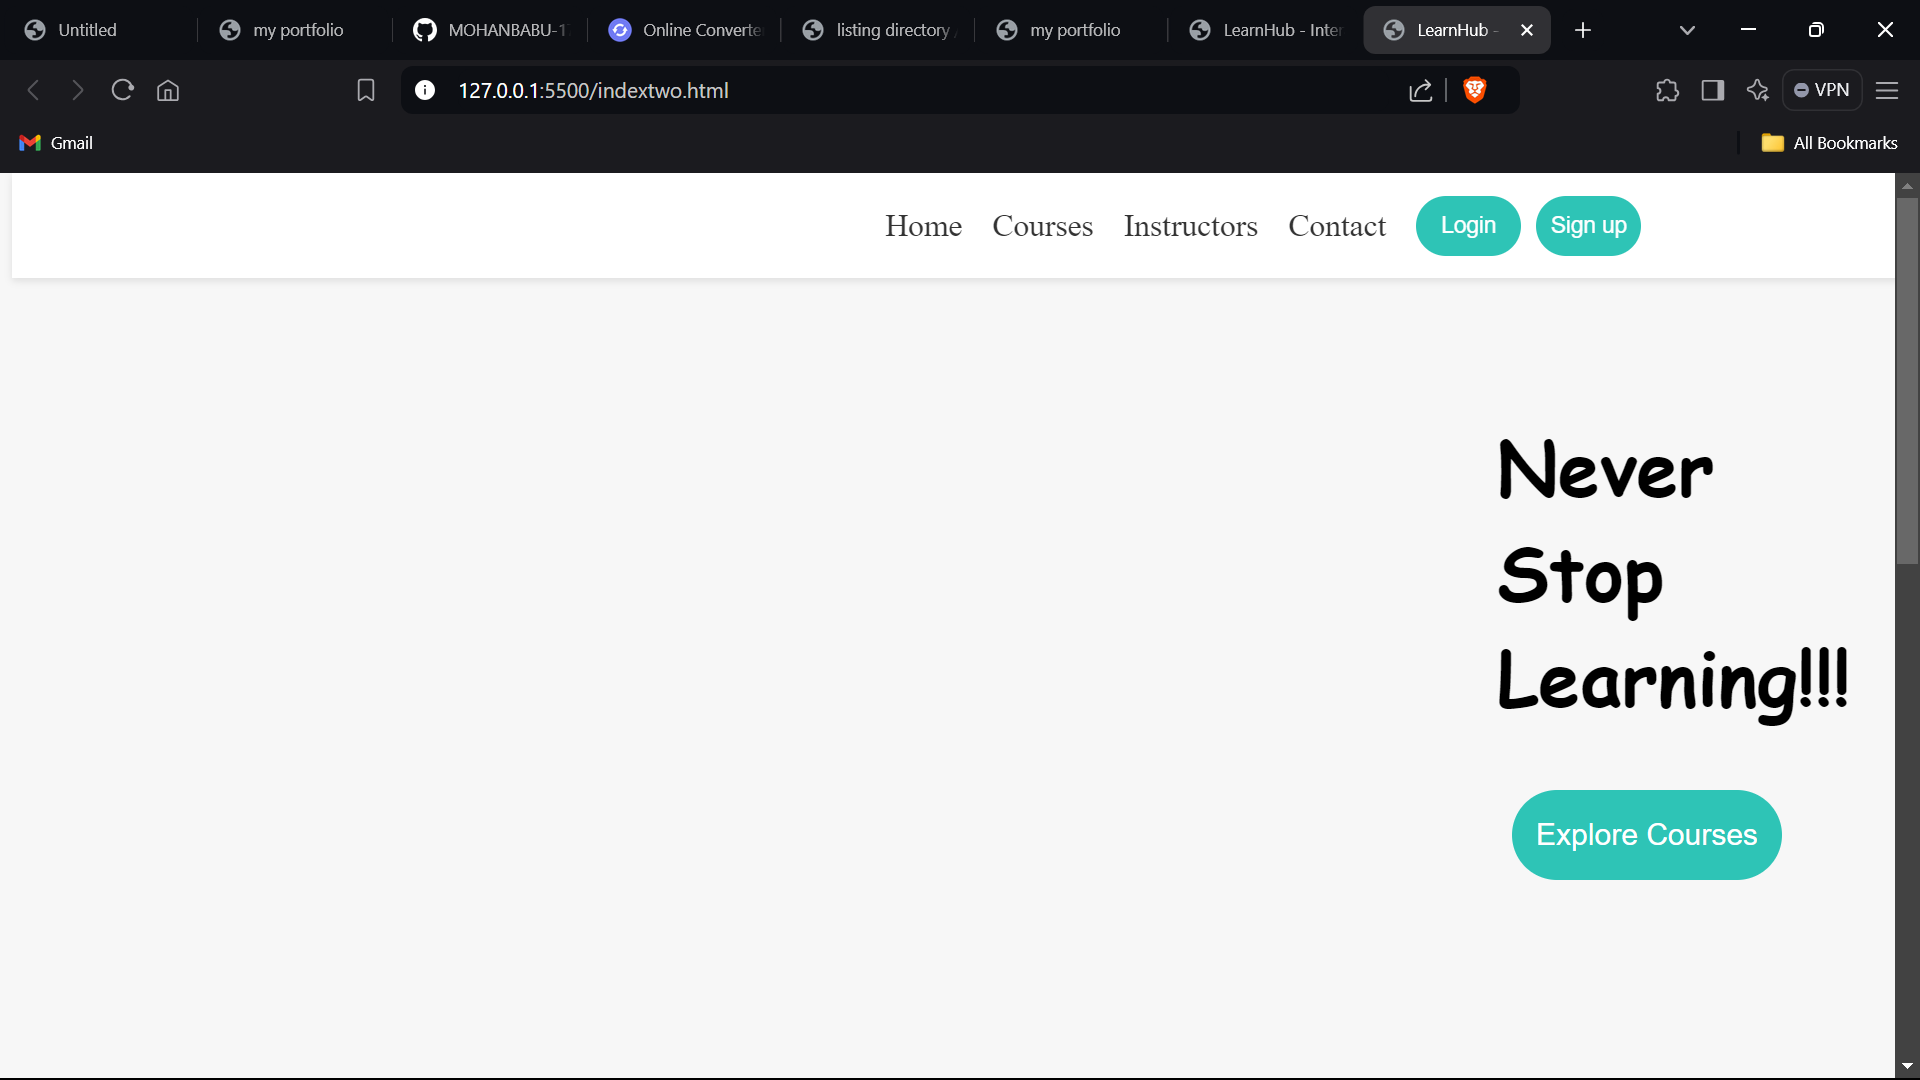 Untitled
my portfolio
MOHANBABU-1
Online Converte
listing directory
my portfolio
LearnHub - Inter
LearnHub -
127.0.0.1:5500/indextwo.html
VPN
Gmail
All Bookmarks
Home
Courses
Instructors
Contact
Login
Sign up
Never
Stop
Learning!!!
Explore Courses